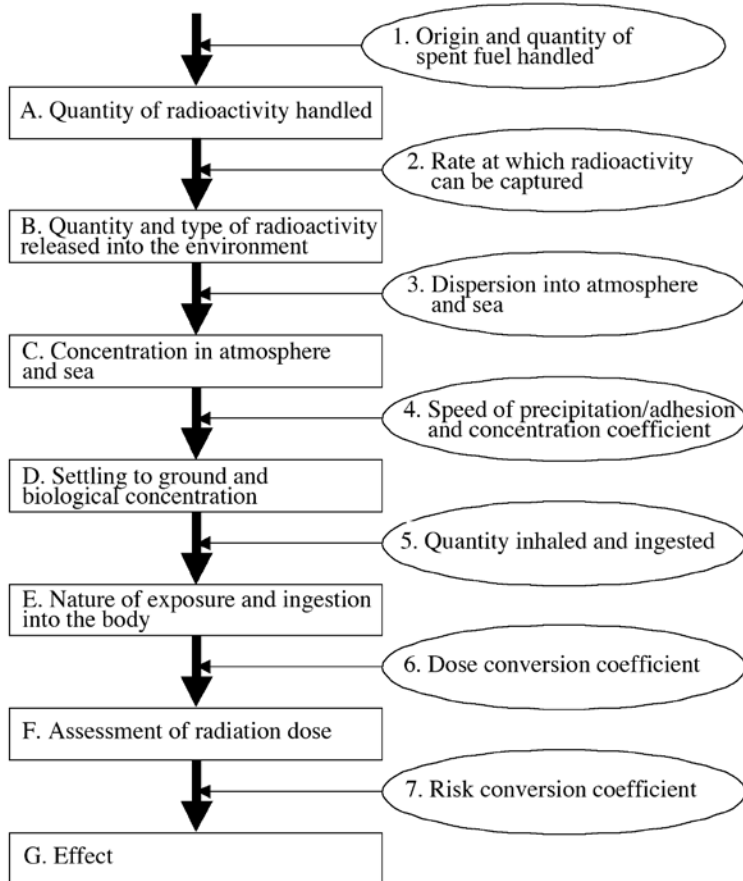 1. Origin and quantity of
spent fuel handled
A. Quantity of radioactivity handled
2. Rate at which radioactivity
can be captured
B. Quantity and type of radioactivity
released into the environment
3. Dispersion into atmosphere
and sea
C. Concentration in atmosphere
and sea
4. Speed of precipitation/adhesion
and concentration coefficient
D. Settling to ground and
biological concentration
5. Quantity inhaled and ingested
E. Nature of exposure and ingestion
into the body
6. Dose conversion coefficient
F. Assessment of radiation dose
7. Risk conversion coefficient
G. Effect